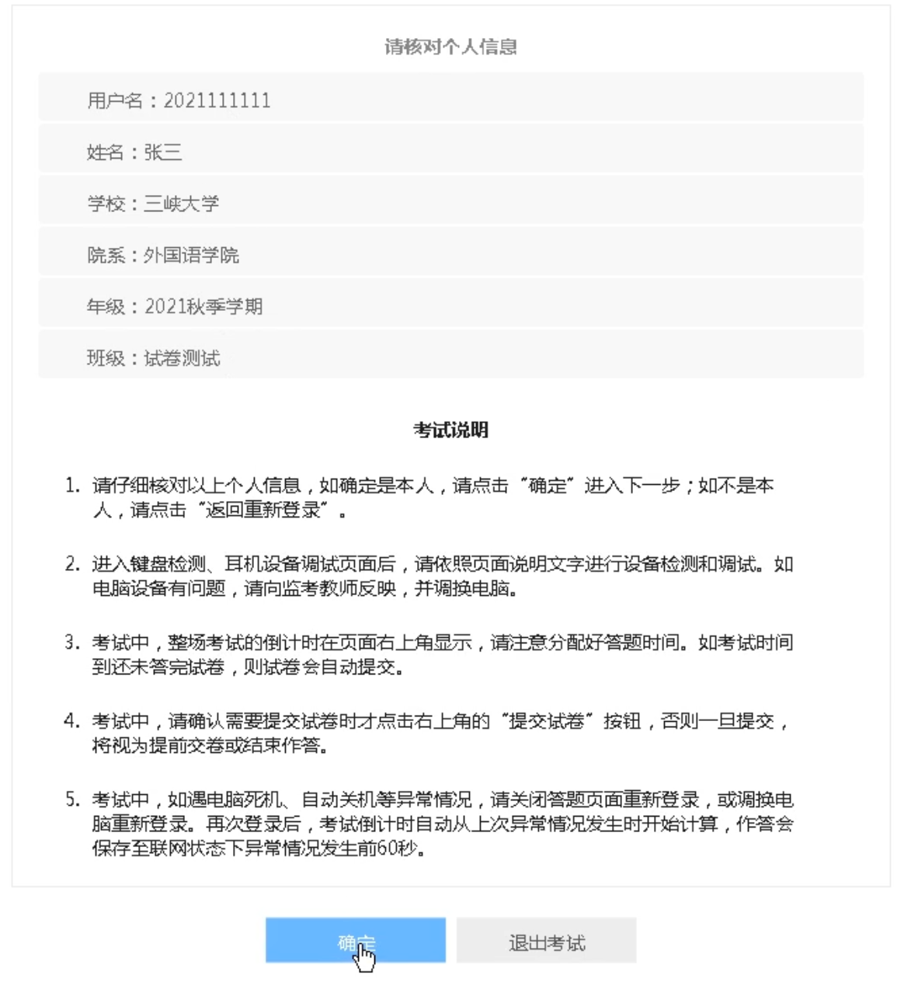 请核对个人信息
用户名：2021111111
姓名：张三
学校：三峡大学
院系：外国语学院
年级：2021秋季学期
班级：试卷测试
考试说明
1. 请仔细核对以上个人信息，如确定是本人，请点击“确定”进入下一步；如不是本
人，请点击“返回重新登录”。
2. 进入键盘检测、耳机设备调试页面后，请依照页面说明文字进行设备检测和调试。如
电脑设备有问题，请向监考教师反映，并调换电脑。
3. 考试中，整场考试的倒计时在页面右上角显示，请注意分配好答题时间。如考试时间
到还未答完试卷，则试卷会自动提交。
4. 考试中，请确认需要提交试卷时才点击右上角的“提交试卷”按钮，否则一旦提交，
将视为提前交卷或结束作答。
5. 考试中，如遇电脑死机、自动关机等异常情况，请关闭答题页面重新登录，或调换电
脑重新登录。再次登录后，考试倒计时自动从上次异常情况发生时开始计算，作答会
保存至联网状态下异常情况发生前60秒。
确定
退出考试